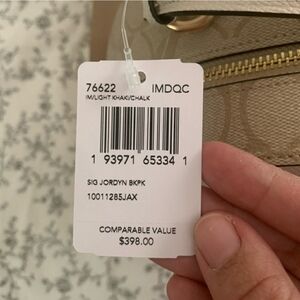 76622 IMDQC
IM/LIGHT KHAKI/CHALK
1 93971 65334 1
SIG JORDYN BKPK
10011285JAX
COMPARABLE VALUE
$398.00